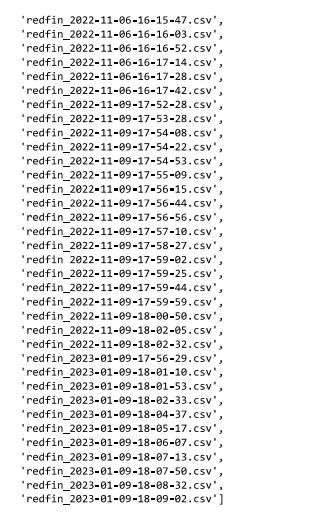 'redfin_2022-11-06-16-15-47.csv',
'redfin_2022-11-06-16-16-03.csv',
'redfin_2022-11-06-16-16-52.csv',
'redfin_2022-11-06-16-17-14.csv',
'redfin_2022-11-06-16-17-28.csv',
'redfin_2022-11-06-16-17-42.csv',
'redfin_2022-11-09-17-52-28.csv',
'redfin_2022-11-09-17-53-28.csv',
'redfin_2022-11-09-17-54-08.csv',
'redfin_2022-11-09-17-54-22.csv',
'redfin_2022-11-09-17-54-53.csv',
'redfin_2022-11-09-17-55-09.csv',
'redfin_2022-11-09-17-56-15.csv',
'redfin_2022-11-09-17-56-44.csv',
'redfin_2022-11-09-17-56-56.csv',
'redfin_2022-11-09-17-57-10.csv',
'redfin_2022-11-09-17-58-27.csv',
'redfin 2022-11-09-17-59-02.csv',
'redfin_2022-11-09-17-59-25.csv',
'redfin_2022-11-09-17-59-44.csv',
'redfin_2022-11-09-17-59-59.csv',
'redfin_2022-11-09-18-00-50.csv',
'redfin_2022-11-09-18-02-05.csv',
'redfin_2022-11-09-18-02-32.csv',
'redfin_2023-01-09-17-56-29.csv',
'redfin_2023-01-09-18-01-10.csv',
'redfin_2023-01-09-18-01-53.csv',
'redfin_2023-01-09-18-02-33.csv',
'redfin_2023-01-09-18-04-37.csv',
'redfin_2023-01-09-18-05-17.csv',
'redfin_2023-01-09-18-06-07.csv',
'redfin_2023-01-09-18-07-13.csv',
'redfin_2023-01-09-18-07-50.csv',
'redfin_2023-01-09-18-08-32.csv',
'redfin_2023-01-09-18-09-02.csv']